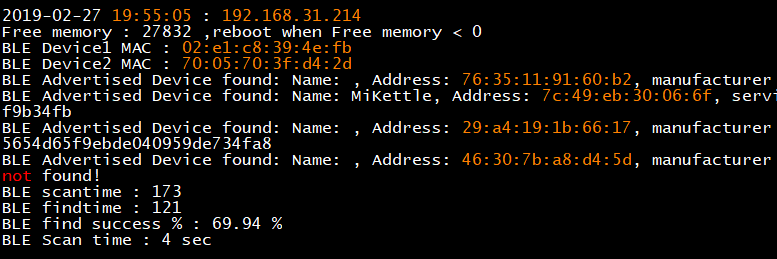 2019-02-27 19:55:05 : 192.168.31.214
Free memory : 27832 ,reboot when Free memory < 0
BLE Device1 MAC : 02:e1:c8:39:4e:fb
BLE Device2 MAC : 70:05:70:3f:d4:2d
BLE Advertised Device found: Name: , Address: 76:35:11:91:60:b2, manufacturer
BLE Advertised Device found: Name: MiKettle, Address: 7c:49:eb:30:06:6f, servi
f9b34fb
BLE Advertised Device found: Name: , Address: 29:a4:19:1b:66:17, manufacturer
5654d65f9ebde040959de734fa8
BLE Advertised Device found: Name: , Address: 46:30:7b:a8:d4:5d, manufacturer
not found!
BLE scantime : 173
BLE findtime : 121
BLE find success % : 69.94 %
BLE Scan time : 4 sec